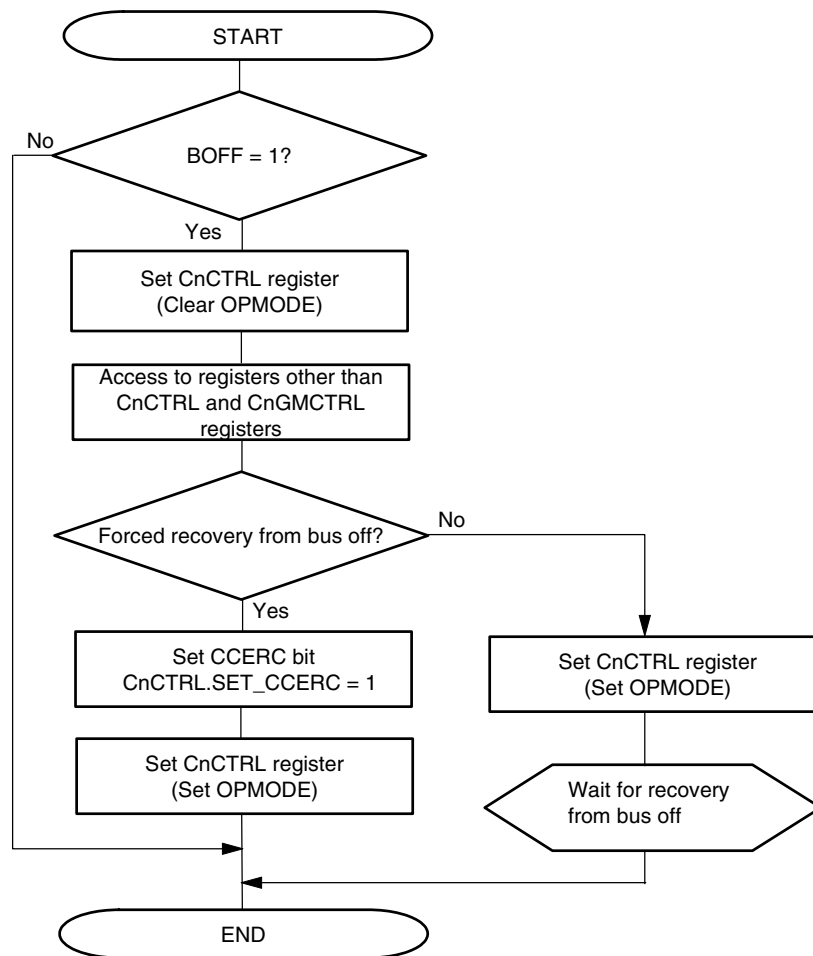 START
No
BOFF = 1?
Yes
Set CnCTRL register
(Clear OPMODE)
Access to registers other than
CnCTRL and CnGMCTRL
registers
Forced recovery from bus off?
No
Yes
Set CCERC bit
CnCTRL.SET_CCERC = 1
Set CnCTRL register
(Set OPMODE)
Set CnCTRL register
(Set OPMODE)
Wait for recovery
from bus off
END